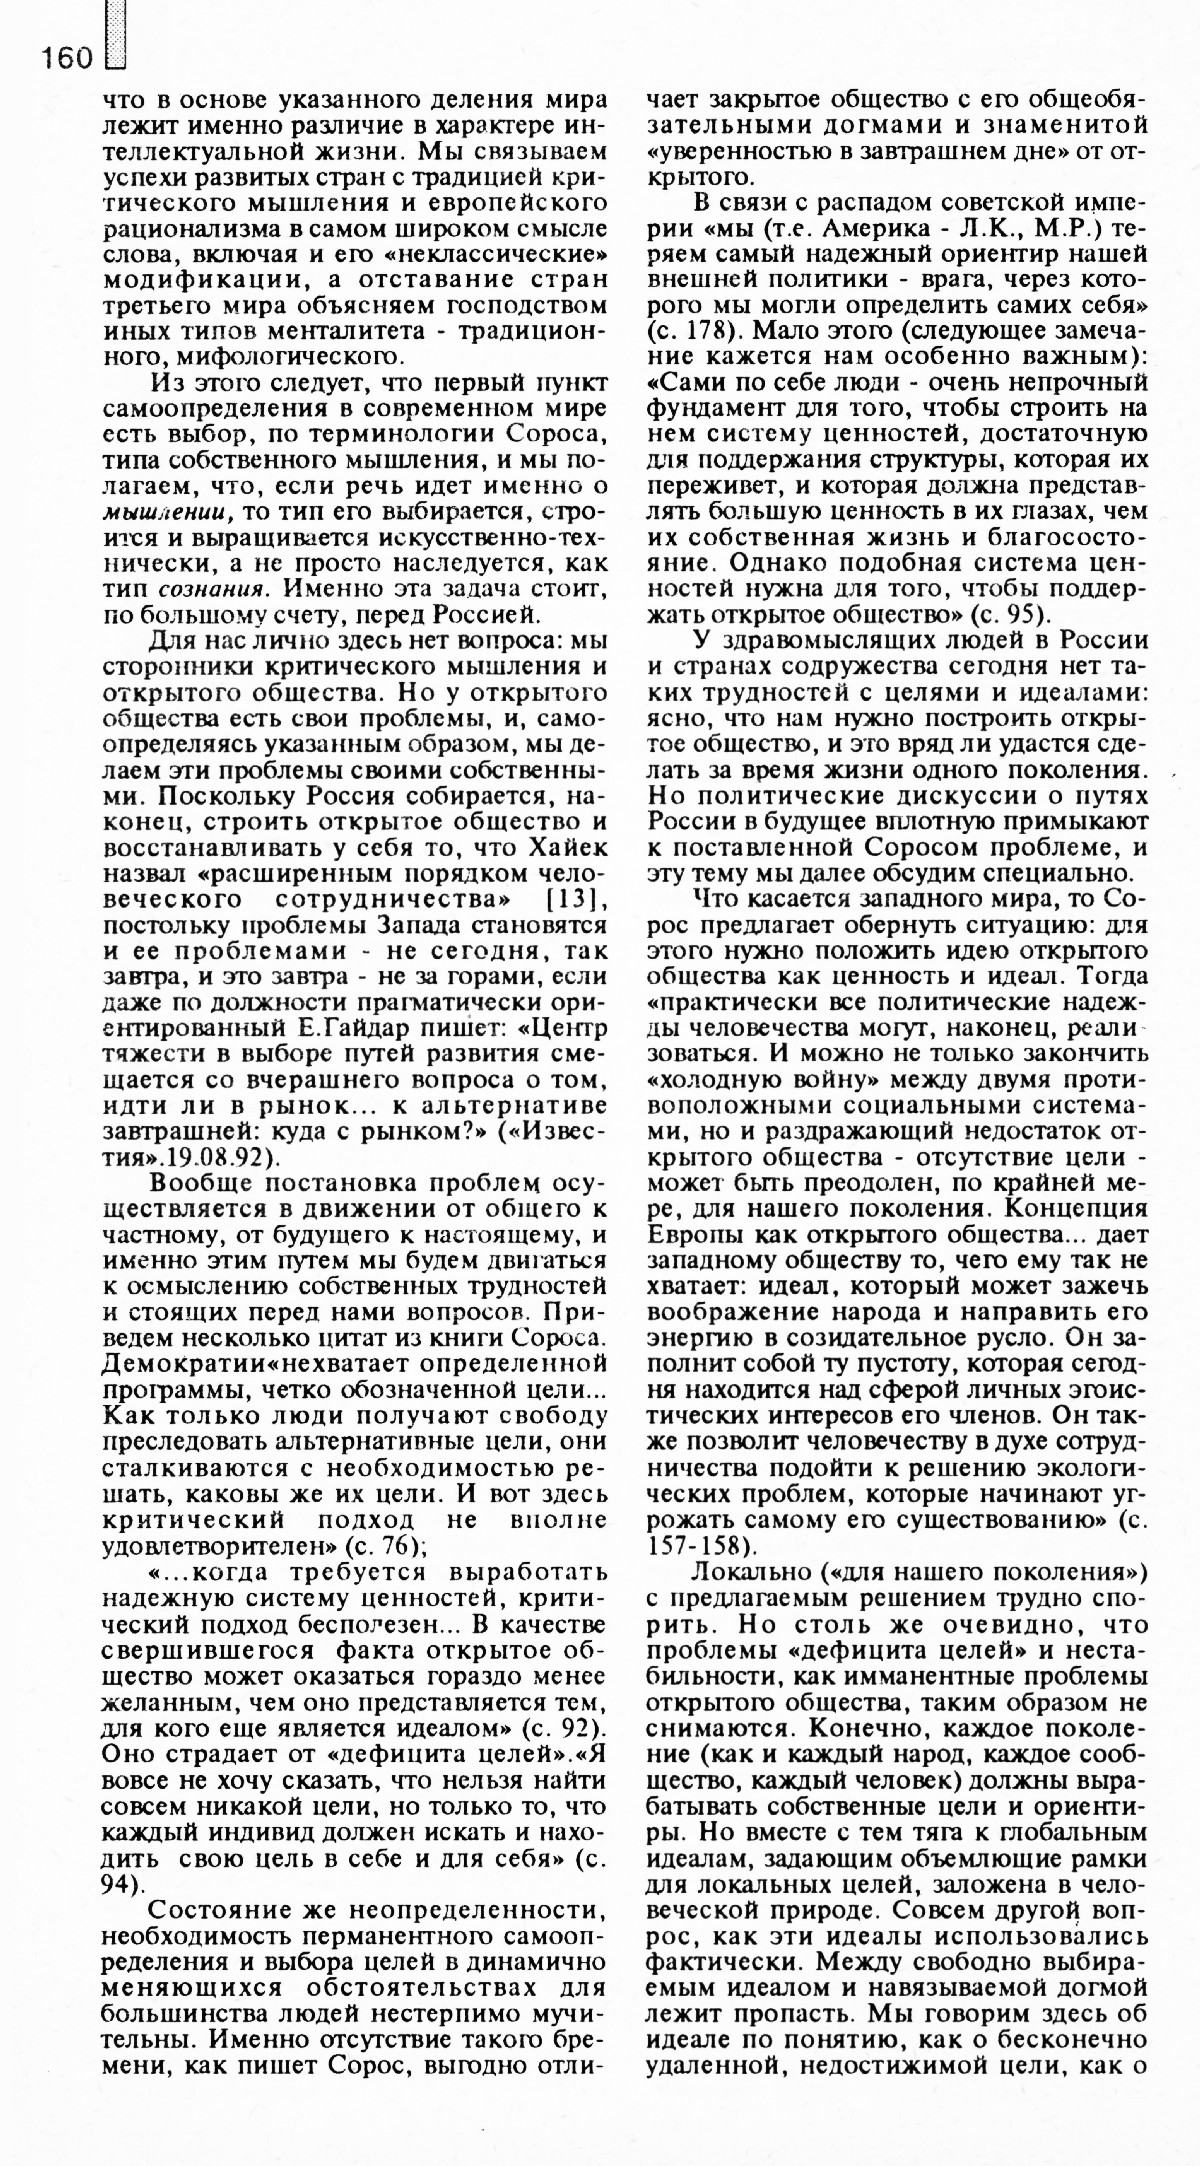 160
что в основе указанного деления мира
лежит именно различие в характере ин-
теллектуальной жизни. Мы связываем
успехи развитых стран с традицией кри-
тического мышления и европейского
рационализма в самом широком смысле
слова, включая и его «неклассические»
модификации, а отставание стран
третьего мира объясняем господством
иных типов менталитета - традицион-
ного, мифологического.
Из этого следует, что первый пункт
самоопределения в современном мире
есть выбор, по терминологии Сороса,
типа собственного мышления, и мы по-
лагаем, что, если речь идет именно о
мышлении, то тип его выбирается, стро-
ится и выращивается искусственно-тех-
нически, а не просто наследуется, как
тип сознания. Именно эта задача стоит,
по большому счету, перед Россией.
Для нас лично здесь нет вопроса: мы
сторонники критического мышления и
открытого общества. Но у открытого
общества есть свои проблемы, и, само-
определяясь указанным образом, мы де-
лаем эти проблемы своими собственны-
ми. Поскольку Россия собирается, на-
конец, строить открытое общество и
восстанавливать у себя то, что Хайек
назвал «расширенным порядком чело-
веческого сотрудничества» [13],
постольку проблемы Запада становятся
и ее проблемами - не сегодня, так
завтра, и это завтра - не за горами, если
даже по должности прагматически ори-
ентированный Е.Гайдар пишет: «Центр
тяжести в выборе путей развития сме-
щается со вчерашнего вопроса о том,
идти ли в рынок... к альтернативе
завтрашней: куда с рынком?» («Извес-
тия».19.08.92).
Вообще постановка проблем осу-
ществляется в движении от общего к
частному, от будущего к настоящему, и
именно этим путем мы будем двигаться
к осмыслению собственных трудностей
и стоящих перед нами вопросов. При-
ведем несколько цитат из книги Сороса.
Демократии«нехватает определенной
программы, четко обозначенной цели...
Как только люди получают свободу
преследовать альтернативные цели, они
сталкиваются с необходимостью ре-
шать, каковы же их цели. И вот здесь
критический подход не вполне
удовлетворителен» (с. 76);
«...когда требуется выработать
надежную систему ценностей, крити-
ческий подход бесполезен... В качестве
свершившегося факта открытое об-
щество может оказаться гораздо менее
желанным, чем оно представляется тем,
для кого еще является идеалом» (с. 92).
Оно страдает от «дефицита целей».«Я
вовсе не хочу сказать, что нельзя найти
совсем никакой цели, но только то, что
каждый индивид должен искать и нахо-
дить свою цель в себе и для себя» (с.
94).
Состояние же неопределенности,
необходимость перманентного самооп-
ределения и выбора целей в динамично
меняющихся обстоятельствах для
большинства людей нестерпимо мучи-
тельны. Именно отсутствие такого бре-
мени, как пишет Сорос, выгодно отли-
чает закрытое общество с его общеобя-
зательными догмами и знаменитой
«уверенностью в завтрашнем дне» от от-
крытого.
В связи с распадом советской импе-
рии «мы (т.е. Америка - Л.К., М.Р.) те-
ряем самый надежный ориентир нашей
внешней политики - врага, через кото-
рого мы могли определить самих себя»
(с. 178). Мало этого (следующее замеча-
ние кажется нам особенно важным):
«Сами по себе люди - очень непрочный
фундамент для того, чтобы строить на
нем систему ценностей, достаточную
для поддержания структуры, которая их
переживет, и которая должна представ-
лять большую ценность в их глазах, чем
их собственная жизнь и благососто-
яние. Однако подобная система цен-
ностей нужна для того, чтобы поддер-
жать открытое общество» (с. 95).
У здравомыслящих людей в России
и странах содружества сегодня нет та-
ких трудностей с целями и идеалами:
ясно, что нам нужно построить откры-
тое общество, и это вряд ли удастся сде-
лать за время жизни одного поколения.
Но политические дискуссии о путях
России в будущее вплотную примыкают
к поставленной Соросом проблеме, и
эту тему мы далее обсудим специально.
Что касается западного мира, то Со-
рос предлагает обернуть ситуацию: для
этого нужно положить идею открытого
общества как ценность и идеал. Тогда
«практически все политические надеж-
ды человечества могут, наконец, реали-
зоваться. И можно не только закончить
«холодную войну» между двумя проти-
воположными социальными система-
ми, но и раздражающий недостаток от-
крытого общества - отсутствие цели -
может быть преодолен, по крайней ме-
ре, для нашего поколения. Концепция
Европы как открытого общества... дает
западному обществу то, чего ему так не
хватает: идеал, который может зажечь
воображение народа и направить его
энергию в созидательное русло. Он за-
полнит собой ту пустоту, которая сегод-
ня находится над сферой личных эгоис-
тических интересов его членов. Он так-
же позволит человечеству в духе сотруд-
ничества подойти к решению экологи-
ческих проблем, которые начинают уг-
рожать самому его существованию» (с.
157-158).
Локально («для нашего поколения»)
с предлагаемым решением трудно спо-
рить. Но столь же очевидно, что
проблемы «дефицита целей» и неста-
бильности, как имманентные проблемы
открытого общества, таким образом не
снимаются. Конечно, каждое поколе-
ние (как и каждый народ, каждое сооб-
щество, каждый человек) должны выра-
батывать собственные цели и ориенти-
ры. Но вместе с тем тяга к глобальным
идеалам, задающим объемлющие рамки
для локальных целей, заложена в чело-
веческой природе. Совсем другой воп-
рос, как эти идеалы использовались
фактически. Между свободно выбира-
емым идеалом и навязываемой догмой
лежит пропасть. Мы говорим здесь об
идеале по понятию, как о бесконечно
удаленной, недостижимой цели, как о